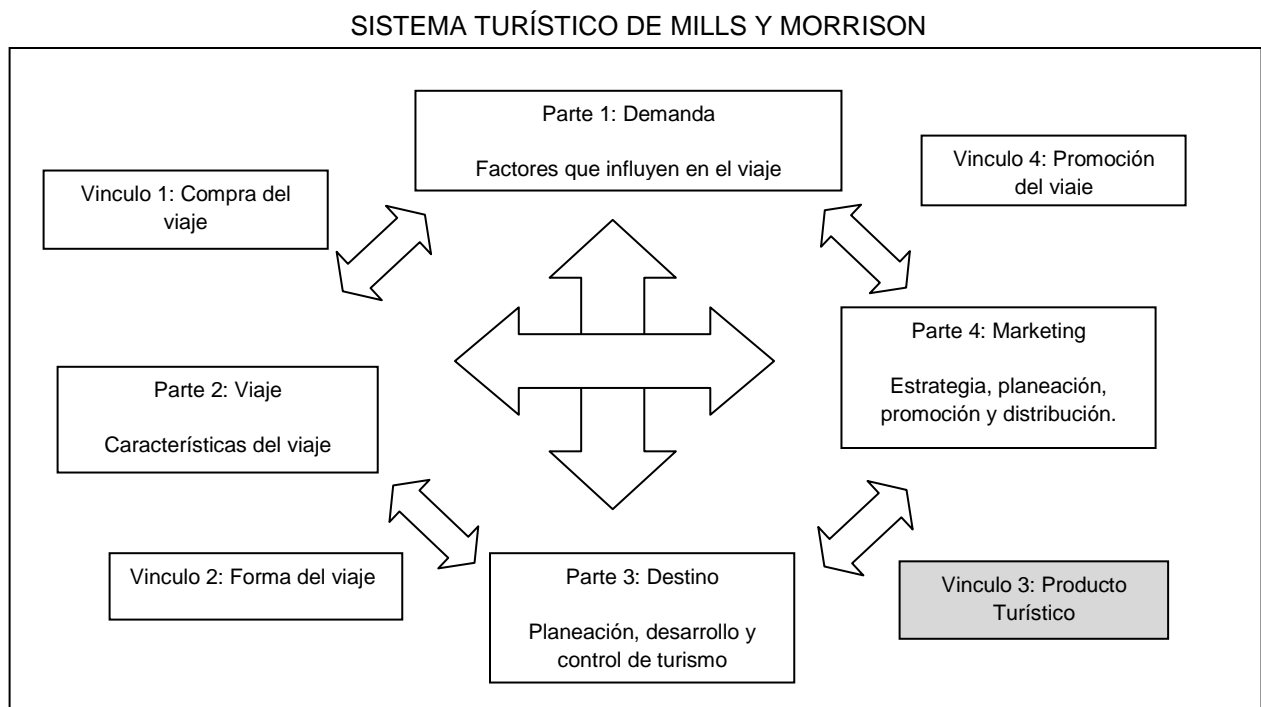 SISTEMA TURÍSTICO DE MILLS Y MORRISON
Parte 1: Demanda
Factores que influyen en el viaje
Vinculo 4: Promoción
del viaje
Vinculo 1: Compra del
viaje
Parte 4: Marketing
Estrategia, planeación,
promoción y distribución.
Parte 2: Viaje
Características del viaje
Vinculo 2: Forma del viaje
Parte 3: Destino
Planeación, desarrollo y
control de turismo
Vinculo 3: Producto
Turístico